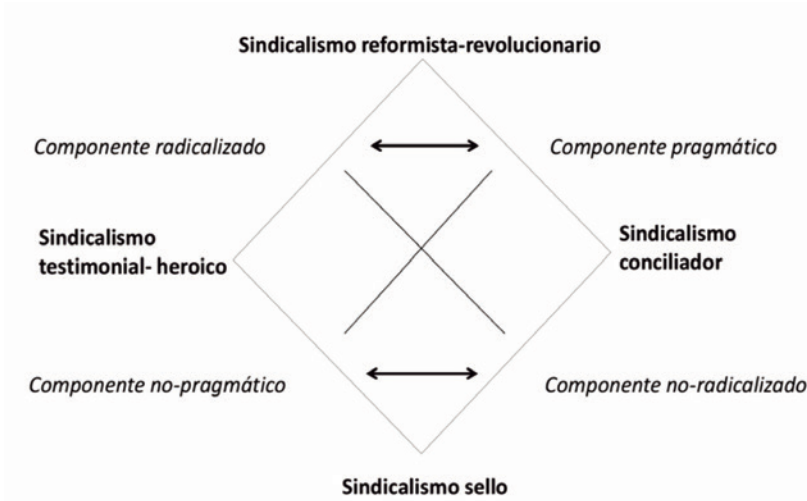 Sindicalismo reformista-revolucionario
Componente radicalizado
Componente pragmático
Sindicalismo
testimonial- heroico
Sindicalismo
conciliador
Componente no-pragmático
Componente no-radicalizado
Sindicalismo sello